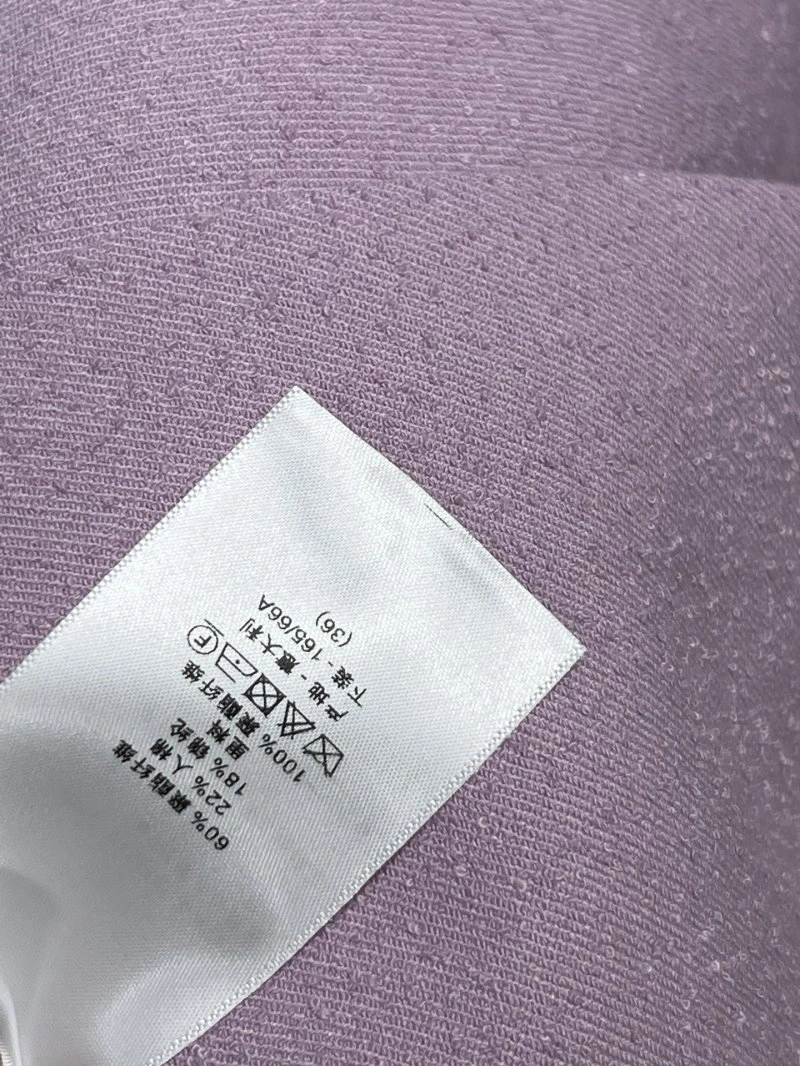 60% 聚酯纤维
22% 人棉
18% 锦纶
里料
100% 聚酯纤维
F
产地 - 意大利
下装 - 165/66A
(36)